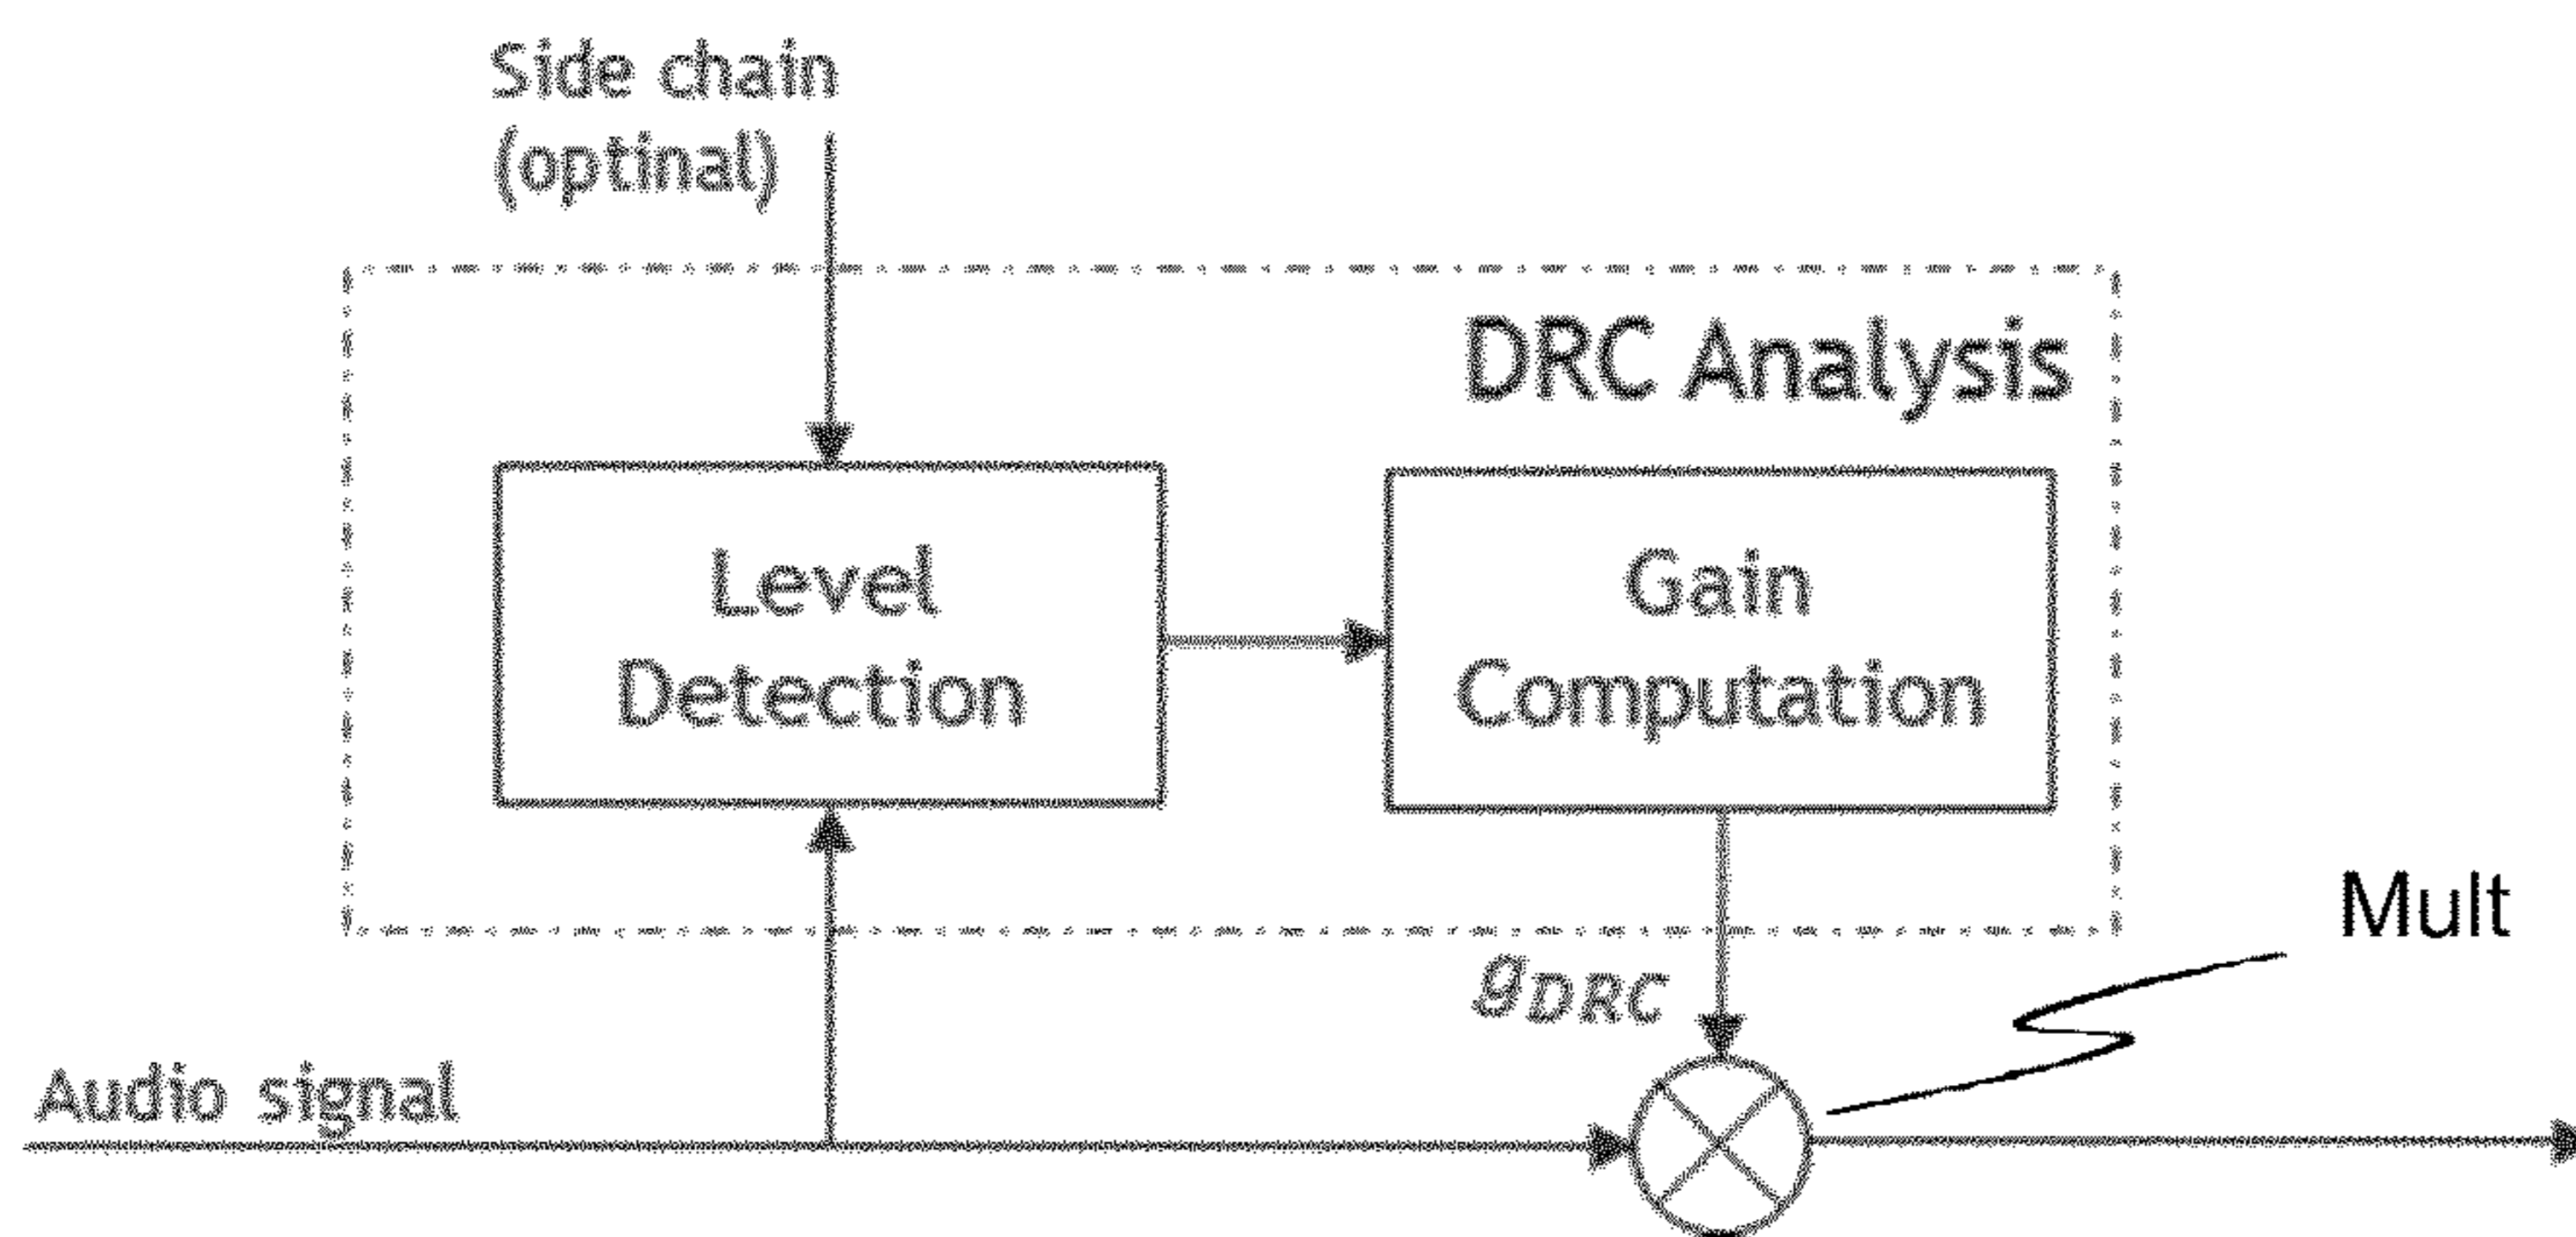 Side chain
(optinal)
DRC Analysis
Level
Detection
Gain
Computation
Mult
gDRC
Audio signal